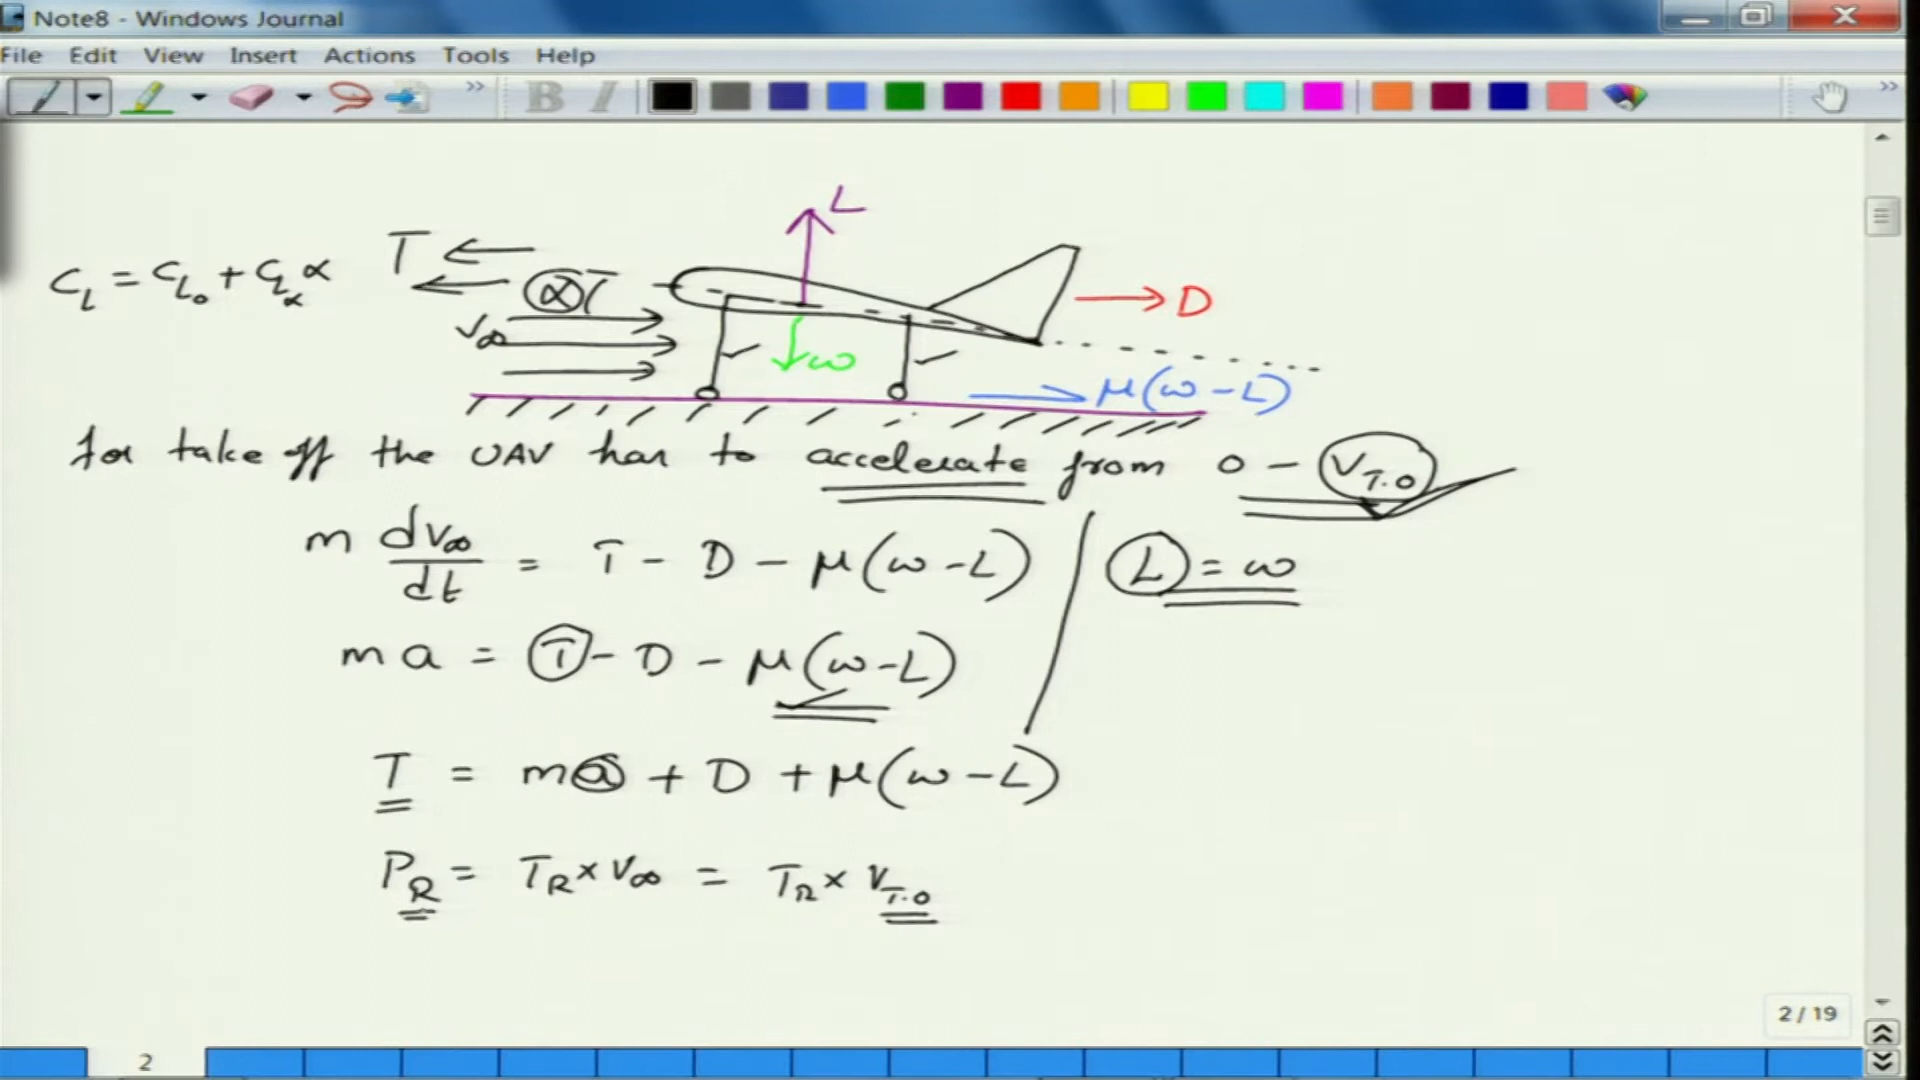 Note8 - Windows Journal
File Edit View Insert Actions Tools Help
B I
L
C_L = C_L₀ + C_Lα α
T
α T
V∞
D
ω
μ(ω-L)
for take off the UAV has to accelerate from 0 - V_T.O
m dV∞/dt = T - D - μ(ω-L)
L = ω
ma = T - D - μ(ω-L)
T = ma + D + μ(ω-L)
P_R = T_R × V∞ = T_R × V_T.O
2 / 19
2